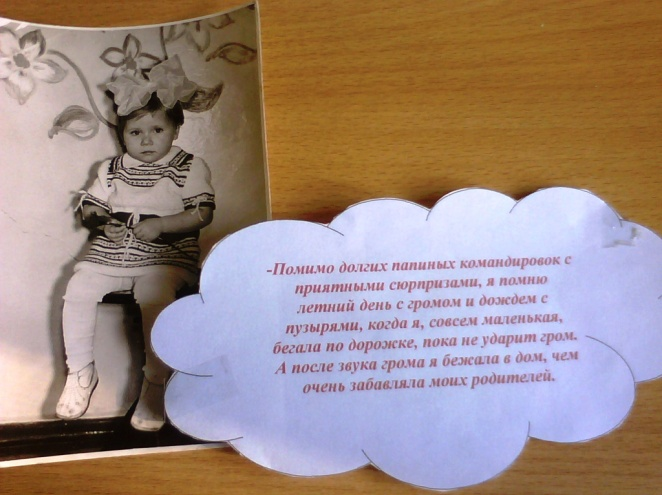 -Помимо долгих папиных командировок с
приятными сюрпризами, я помню
летний день с громом и дождем с
пузырями, когда я, совсем маленькая,
бегала по дорожке, пока не ударит гром.
А после звука грома я бежала в дом, чем
очень забавляла моих родителей.